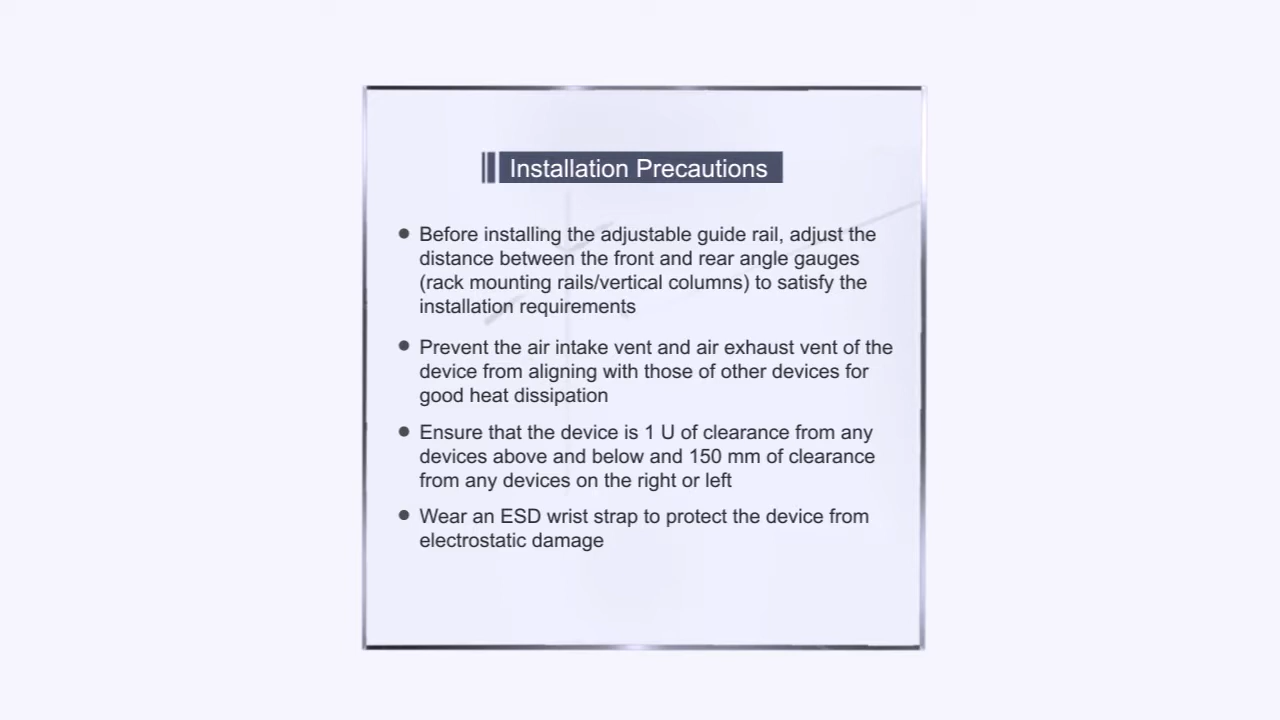 Installation Precautions
Before installing the adjustable guide rail, adjust the
distance between the front and rear angle gauges
(rack mounting rails/vertical columns) to satisfy the
installation requirements
Prevent the air intake vent and air exhaust vent of the
device from aligning with those of other devices for
good heat dissipation
Ensure that the device is 1 U of clearance from any
devices above and below and 150 mm of clearance
from any devices on the right or left
Wear an ESD wrist strap to protect the device from
electrostatic damage